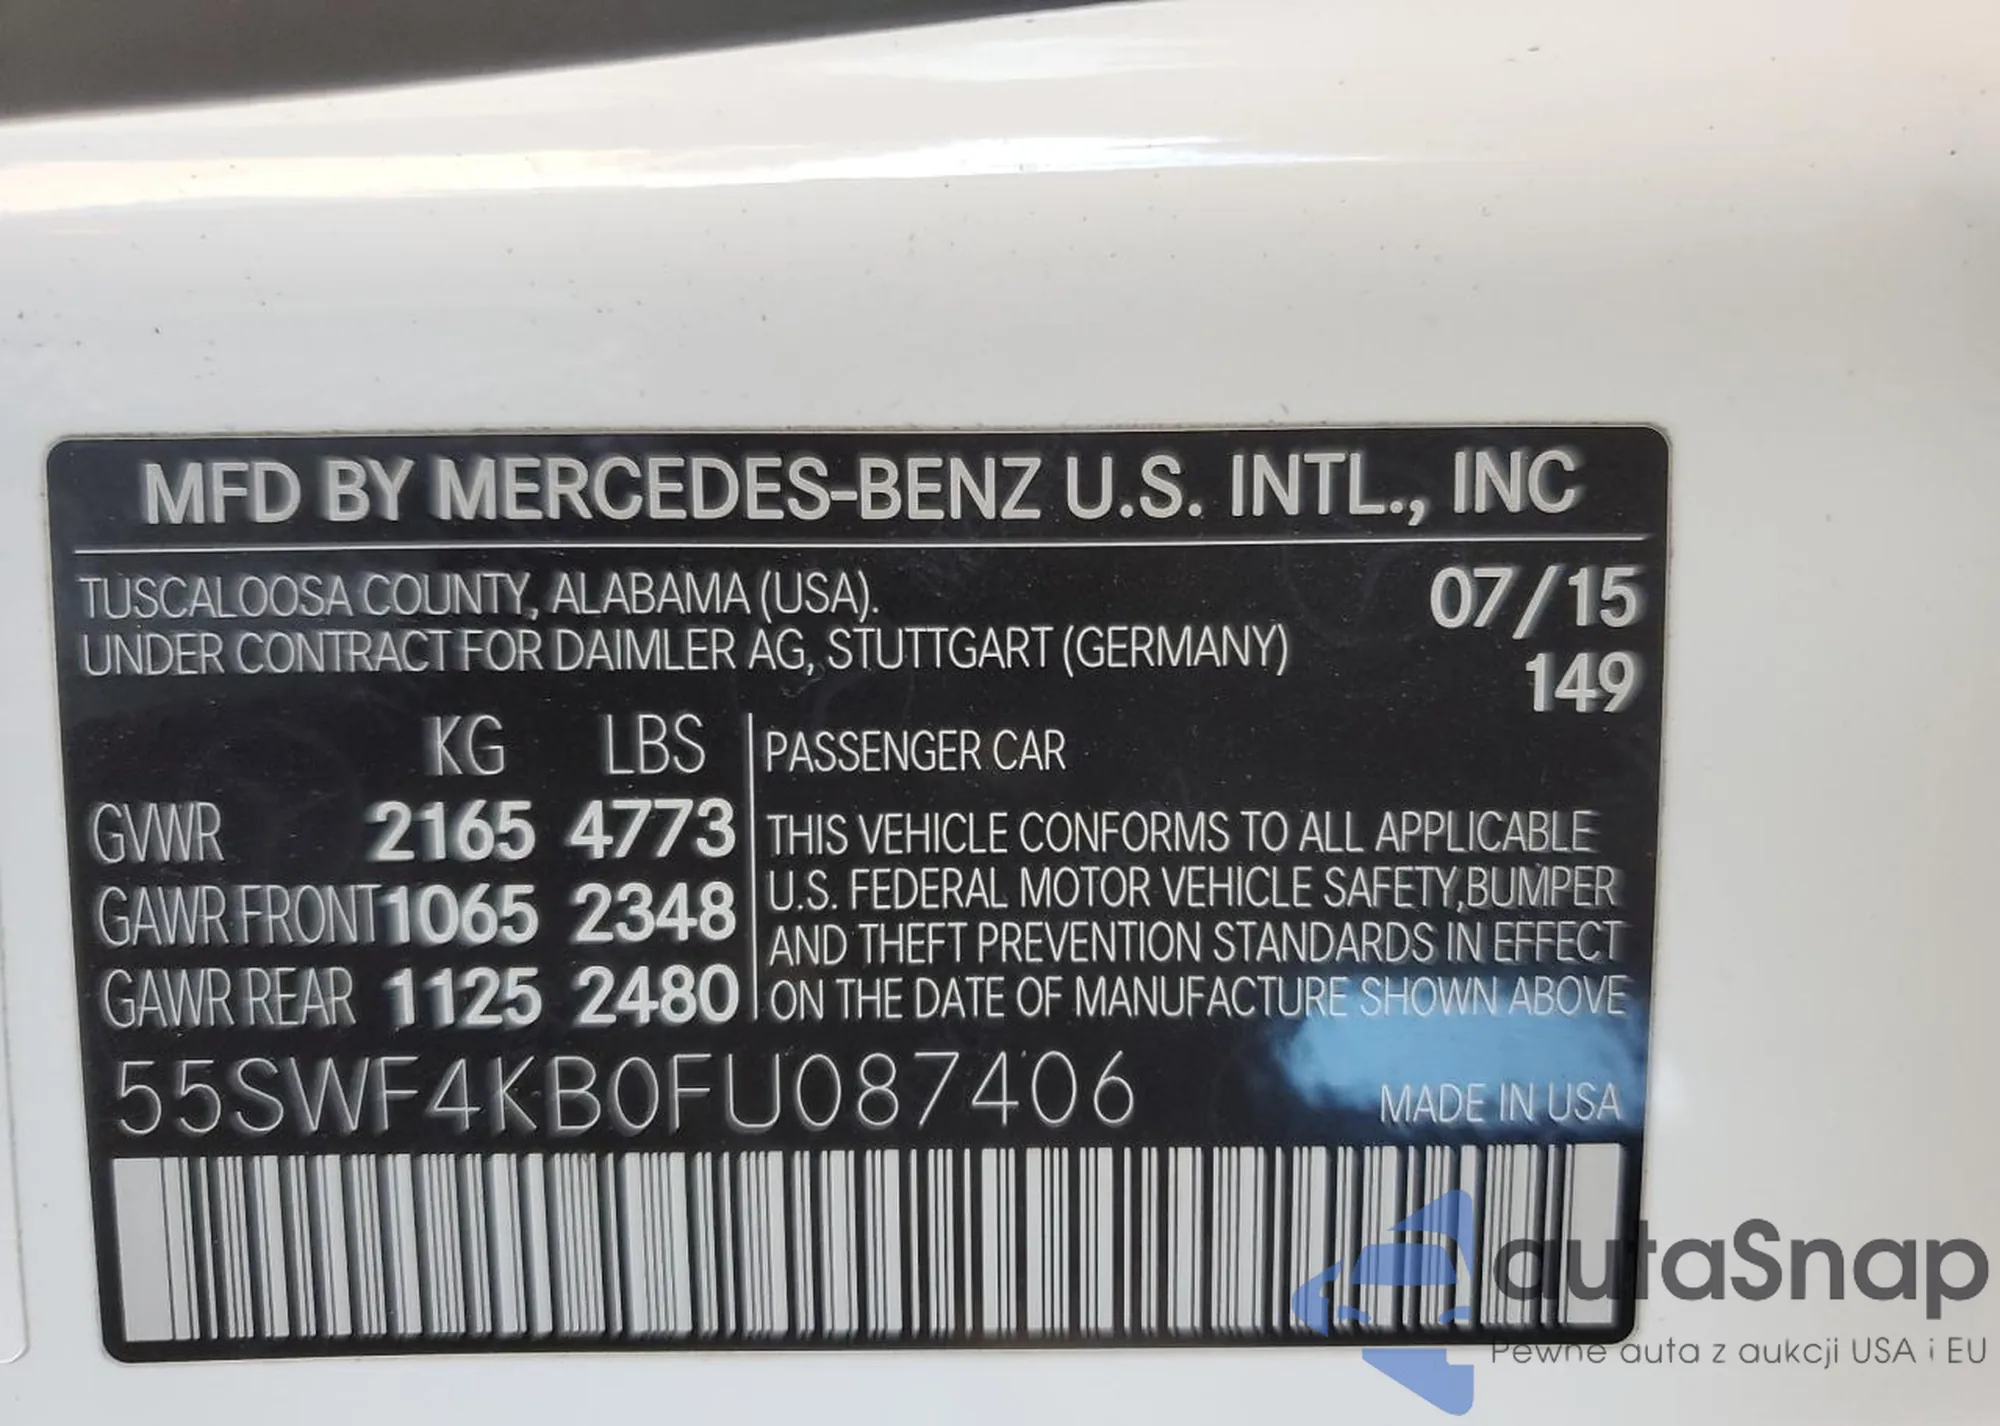 MFD BY MERCEDES-BENZ U.S. INTL., INC
TUSCALOOSA COUNTY, ALABAMA (USA). 07/15
UNDER CONTRACT FOR DAIMLER AG, STUTTGART (GERMANY)
149
KG LBS PASSENGER CAR
GVWR 2165 4773 THIS VEHICLE CONFORMS TO ALL APPLICABLE
U.S. FEDERAL MOTOR VEHICLE SAFETY, BUMPER
GAWR FRONT 1065 2348 AND THEFT PREVENTION STANDARDS IN EFFECT
GAWR REAR 1125 2480 ON THE DATE OF MANUFACTURE SHOWN ABOVE
55SWF4KB0FU087406 MADE IN USA
autaSnap
Pewne auta z aukcji USA i EU